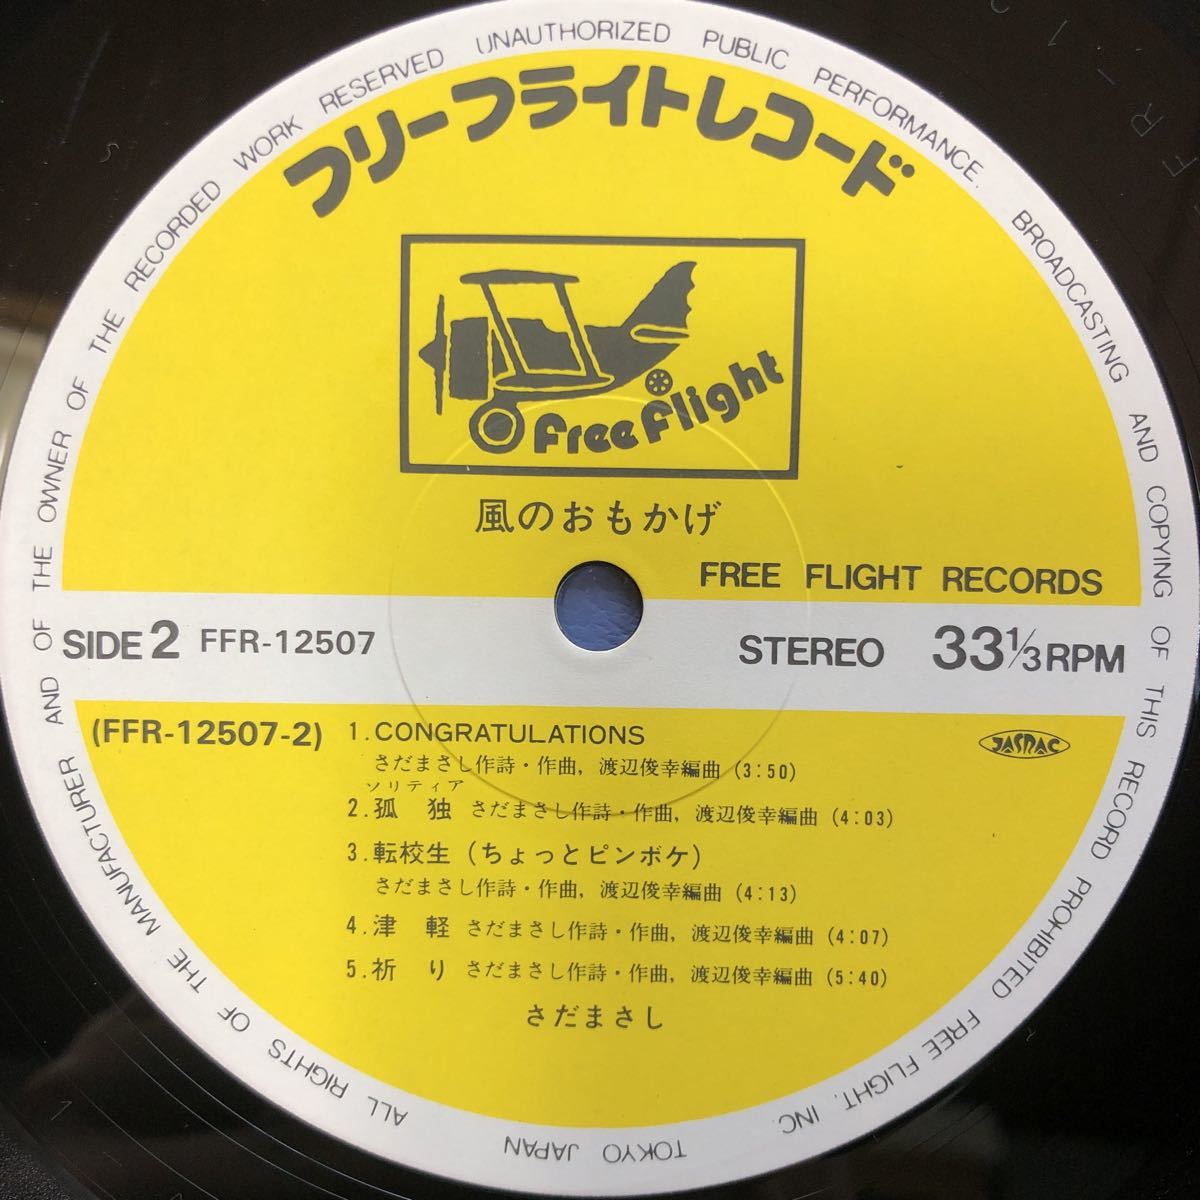 ALL RIGHTS OF THE MANUFACTURER AND OF THE OWNER OF THE RECORDED WORK RESERVED UNAUTHORIZED PUBLIC PERFORMANCE. BROADCASTING AND COPYING OF THIS RECORD PROHIBITED FREE FLIGHT, INC. TOKYO JAPAN
フリーフライトレコード
freeflight
風のおもかげ
FREE FLIGHT RECORDS
SIDE 2 FFR-12507
STEREO 33⅓RPM
(FFR-12507-2)
JASRAC
1.CONGRATULATIONS
さだまさし作詩・作曲, 渡辺俊幸編曲 (3:50)
ソリティア
2.孤 独 さだまさし作詩・作曲, 渡辺俊幸編曲 (4:03)
3.転校生 (ちょっとピンボケ)
さだまさし作詩・作曲, 渡辺俊幸編曲 (4:13)
4.津 軽 さだまさし作詩・作曲, 渡辺俊幸編曲 (4:07)
5.祈 り さだまさし作詩・作曲, 渡辺俊幸編曲 (5:40)
さだまさし